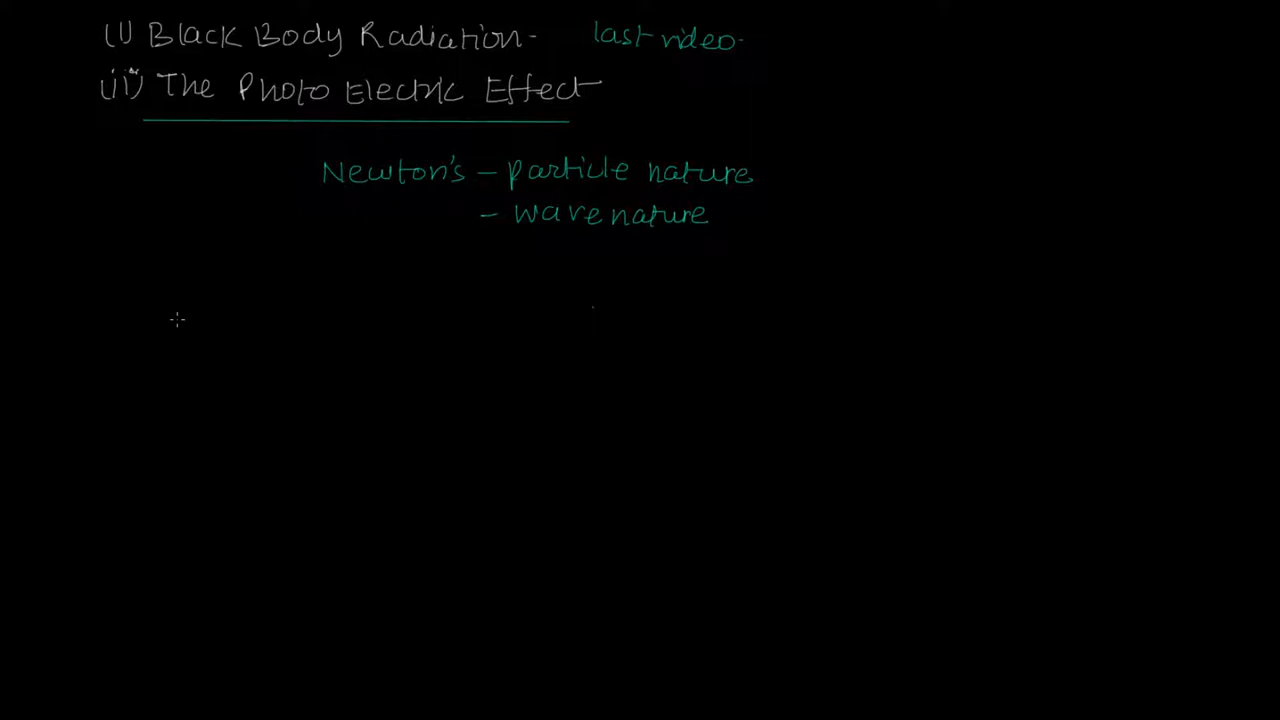 (i) Black Body Radiation - last video -
(ii) The Photo Electric Effect
Newton's - particle nature
- wave nature